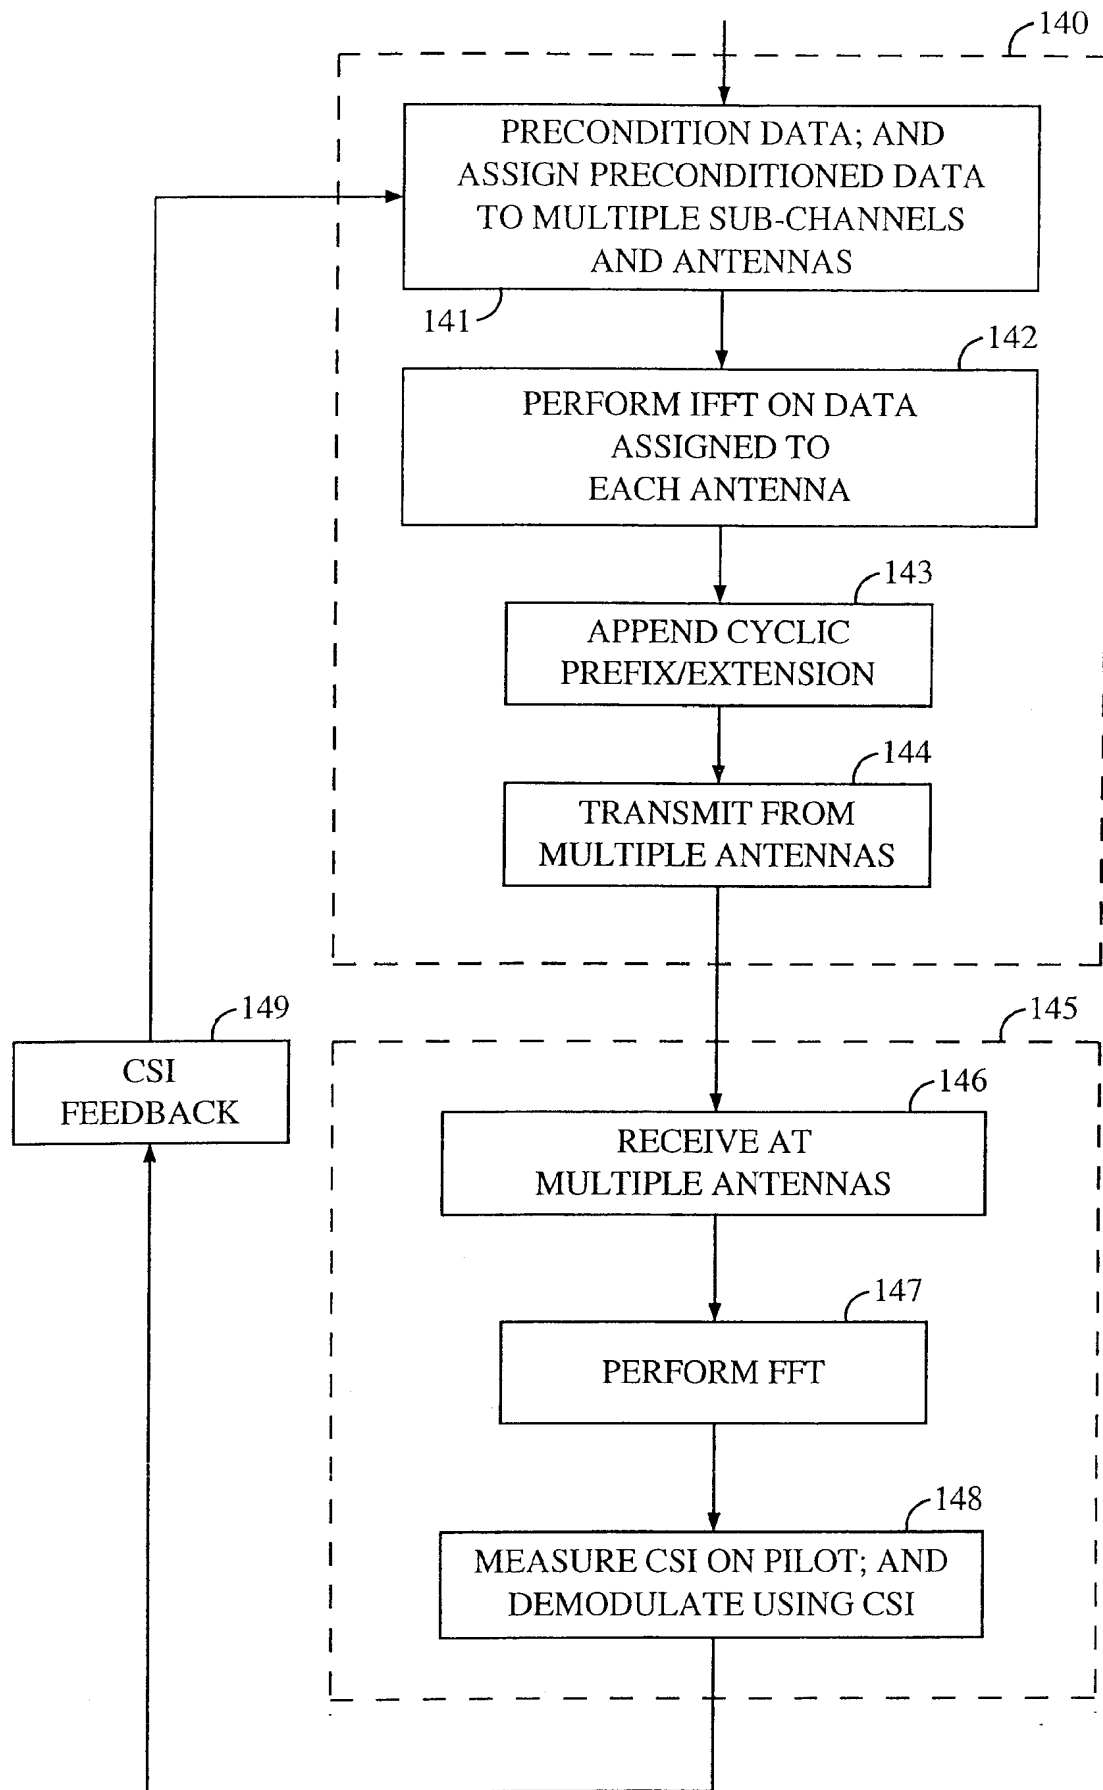 140
PRECONDITION DATA; AND
ASSIGN PRECONDITIONED DATA
TO MULTIPLE SUB-CHANNELS
AND ANTENNAS
141
142
PERFORM IFFT ON DATA
ASSIGNED TO
EACH ANTENNA
143
APPEND CYCLIC
PREFIX/EXTENSION
144
TRANSMIT FROM
MULTIPLE ANTENNAS
149
CSI
FEEDBACK
145
146
RECEIVE AT
MULTIPLE ANTENNAS
147
PERFORM FFT
148
MEASURE CSI ON PILOT; AND
DEMODULATE USING CSI